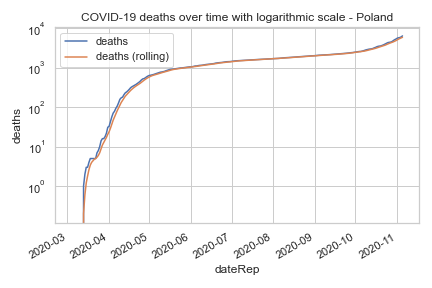 COVID-19 deaths over time with logarithmic scale - Poland
10^4
deaths
deaths (rolling)
10^3
10^2
10^1
10^0
deaths
2020-03
2020-04
2020-05
2020-06
2020-07
2020-08
2020-09
2020-10
2020-11
dateRep